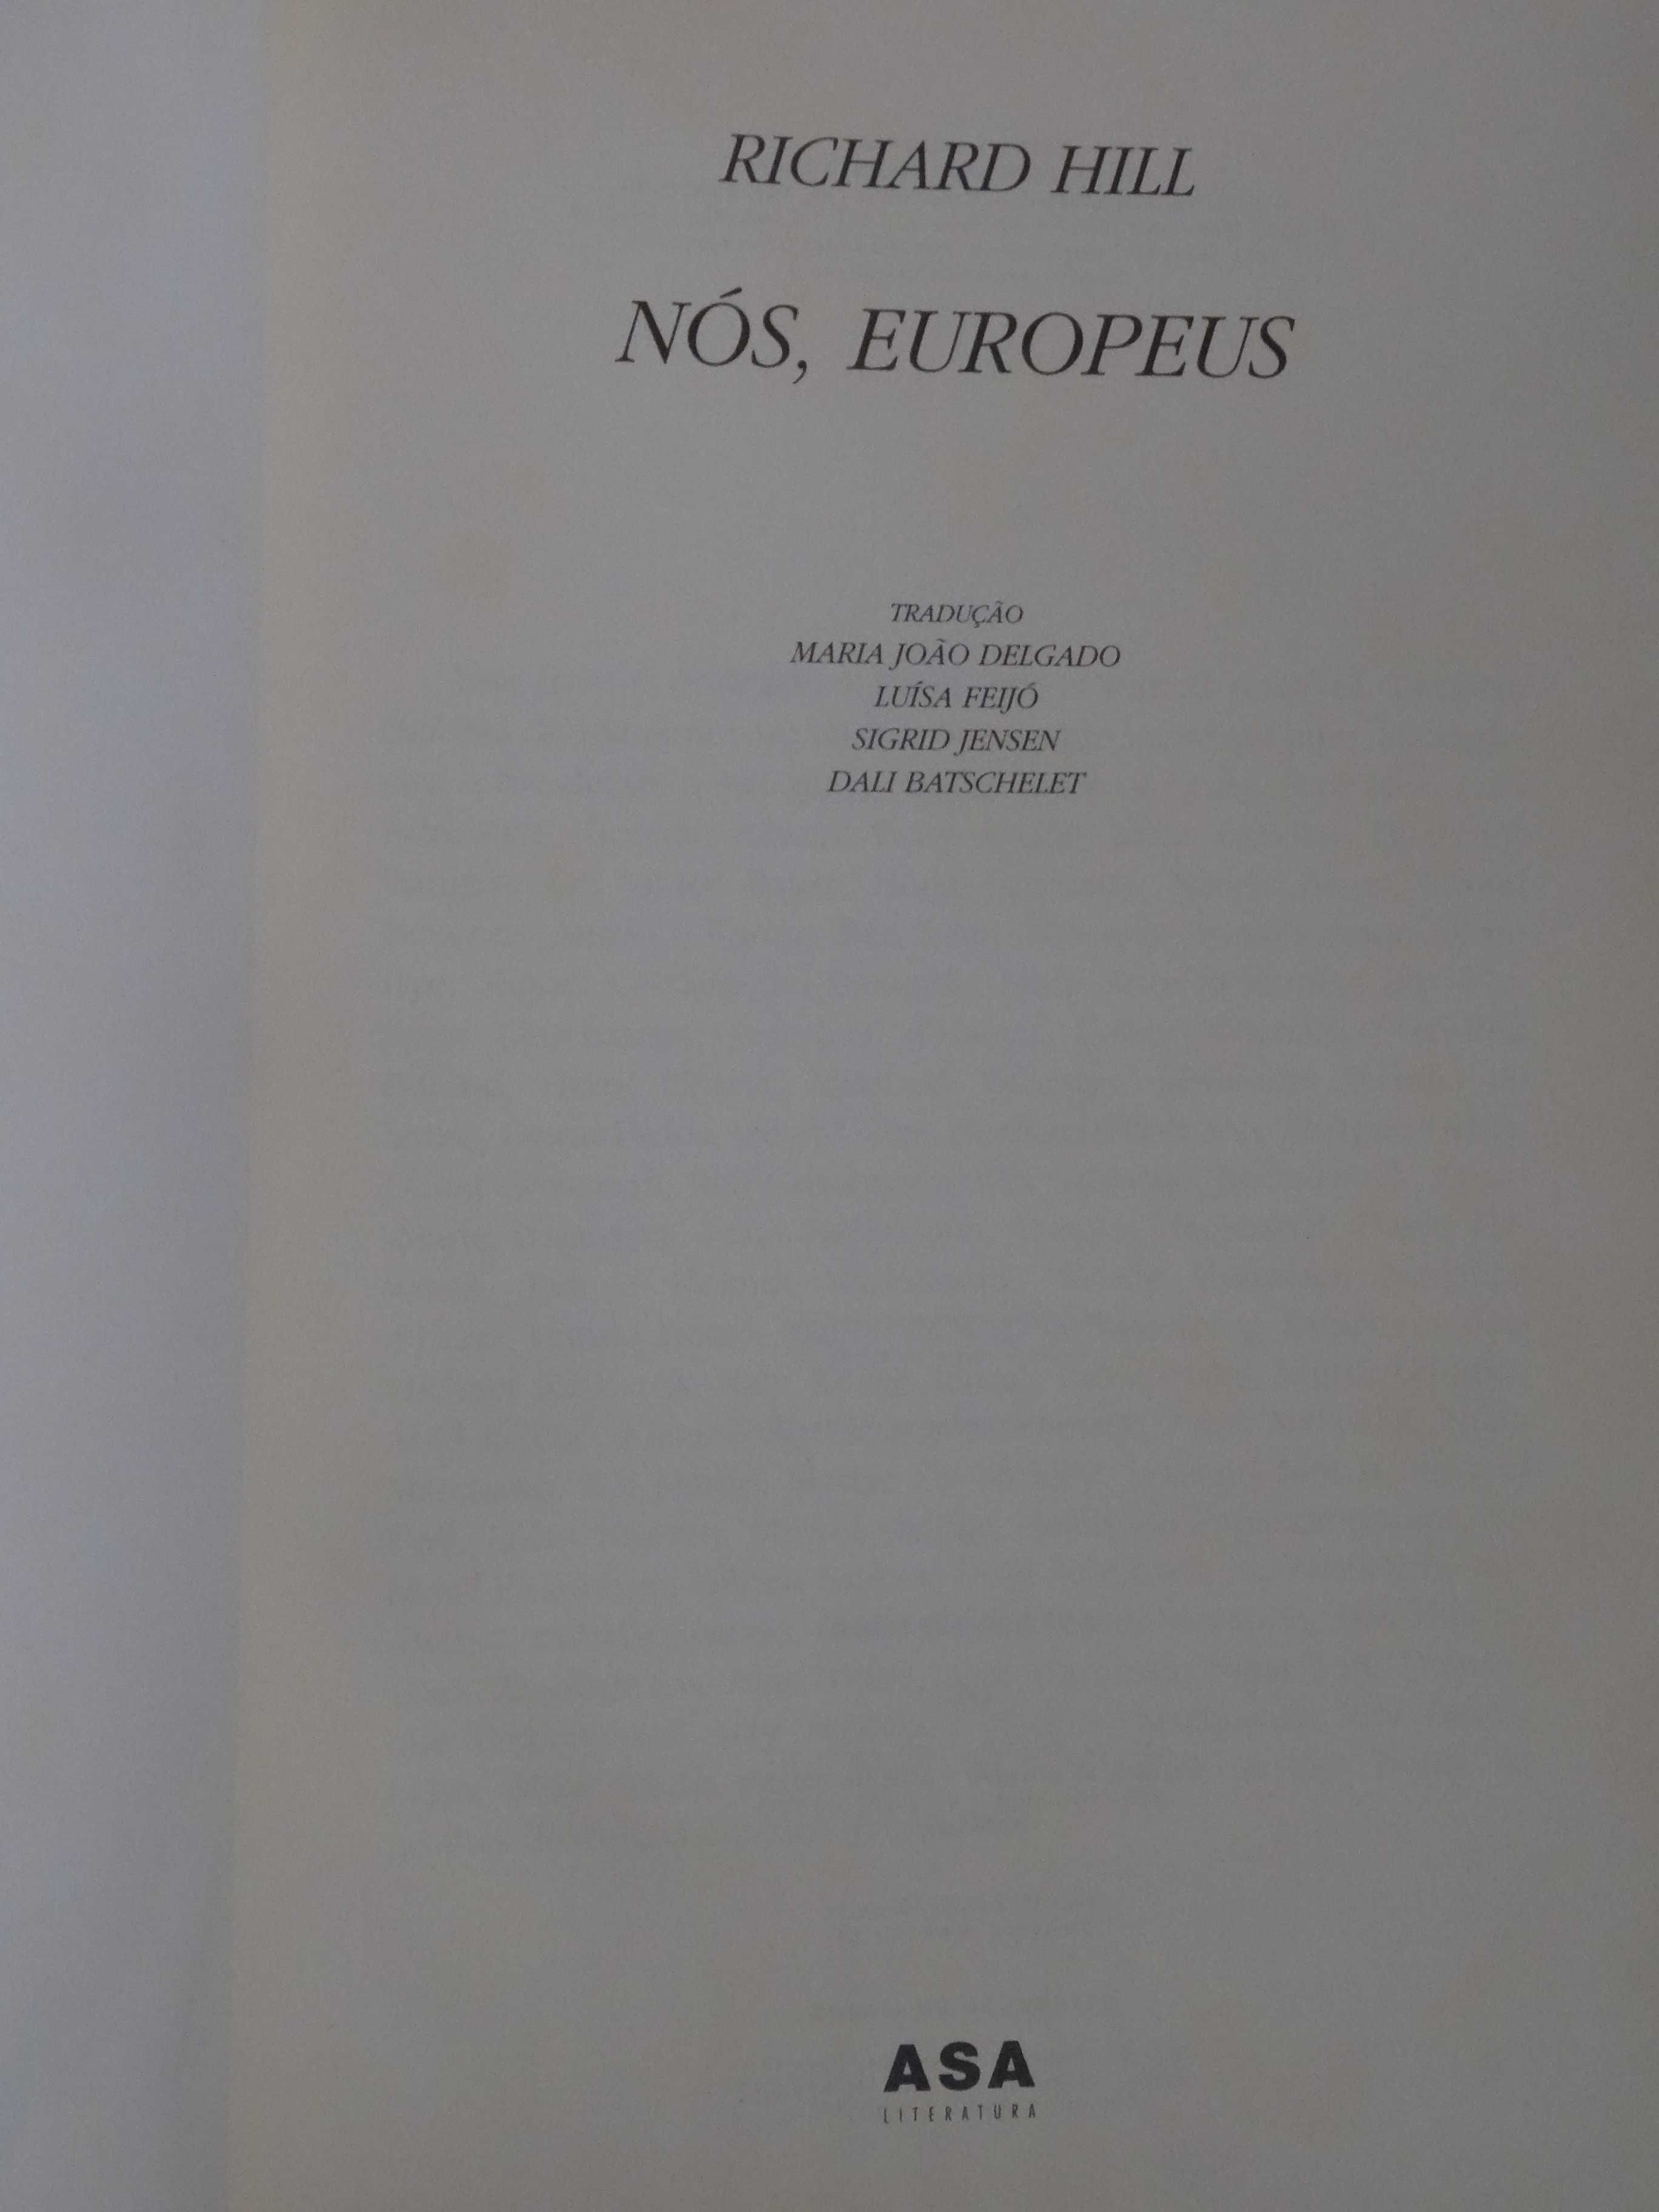 RICHARD HILL
NÓS, EUROPEUS
TRADUÇÃO
MARIA JOÃO DELGADO
LUÍSA FEIJÓ
SIGRID JENSEN
DALI BATSCHELET
ASA
LITERATURA